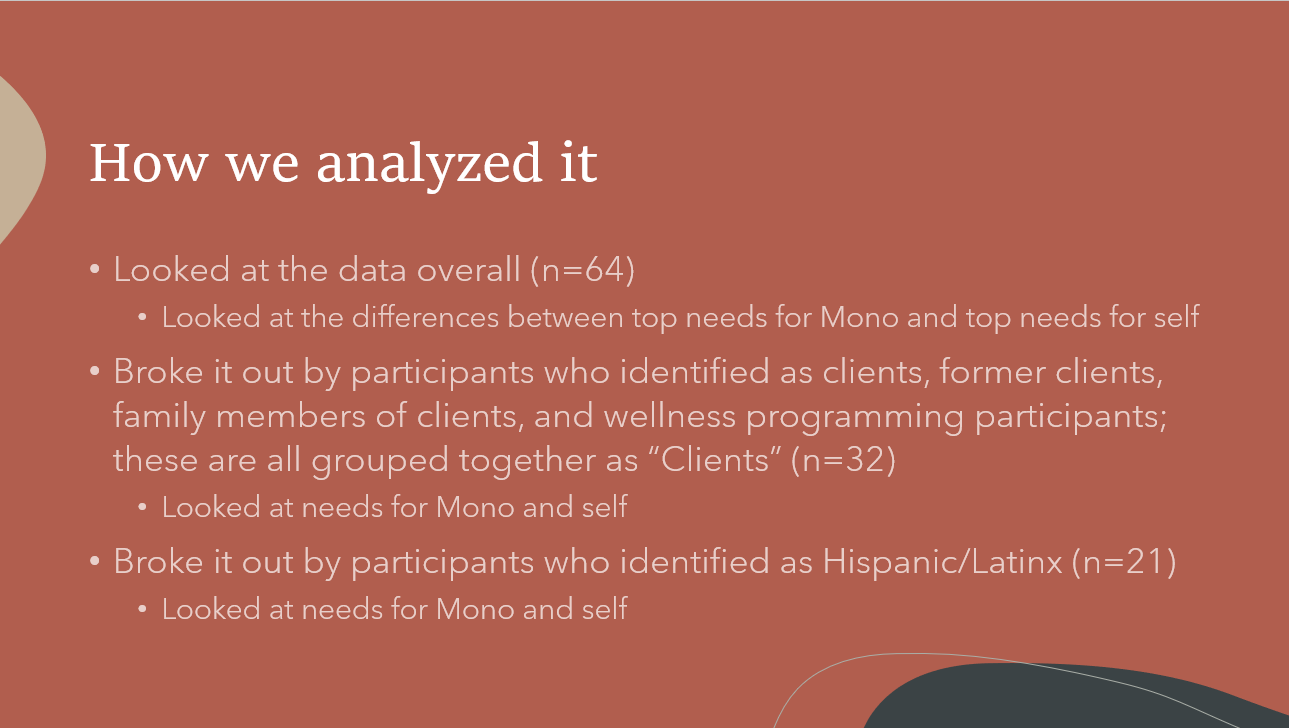 How we analyzed it
• Looked at the data overall (n=64)
• Looked at the differences between top needs for Mono and top needs for self
• Broke it out by participants who identified as clients, former clients,
family members of clients, and wellness programming participants;
these are all grouped together as “Clients” (n=32)
• Looked at needs for Mono and self
• Broke it out by participants who identified as Hispanic/Latinx (n=21)
• Looked at needs for Mono and self